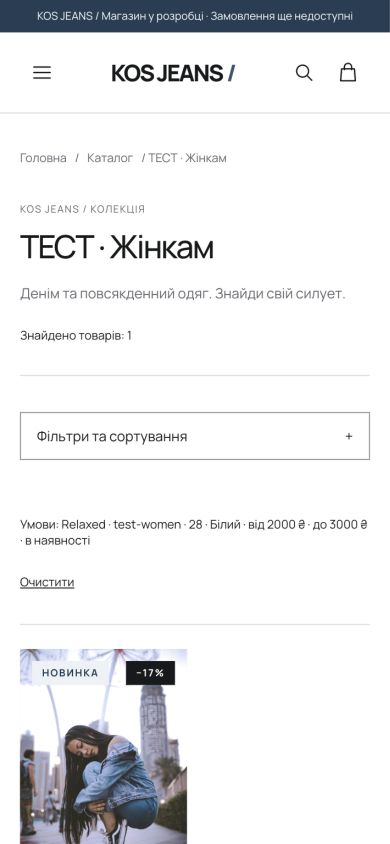 KOS JEANS / Магазин у розробці · Замовлення ще недоступні
KOS JEANS /
Головна / Каталог / ТЕСТ · Жінкам
KOS JEANS / КОЛЕКЦІЯ
ТЕСТ · Жінкам
Денім та повсякденний одяг. Знайди свій силует.
Знайдено товарів: 1
Фільтри та сортування +
Умови: Relaxed · test-women · 28 · Білий · від 2000 ₴ · до 3000 ₴
· в наявності
Очистити
НОВИНКА −17%